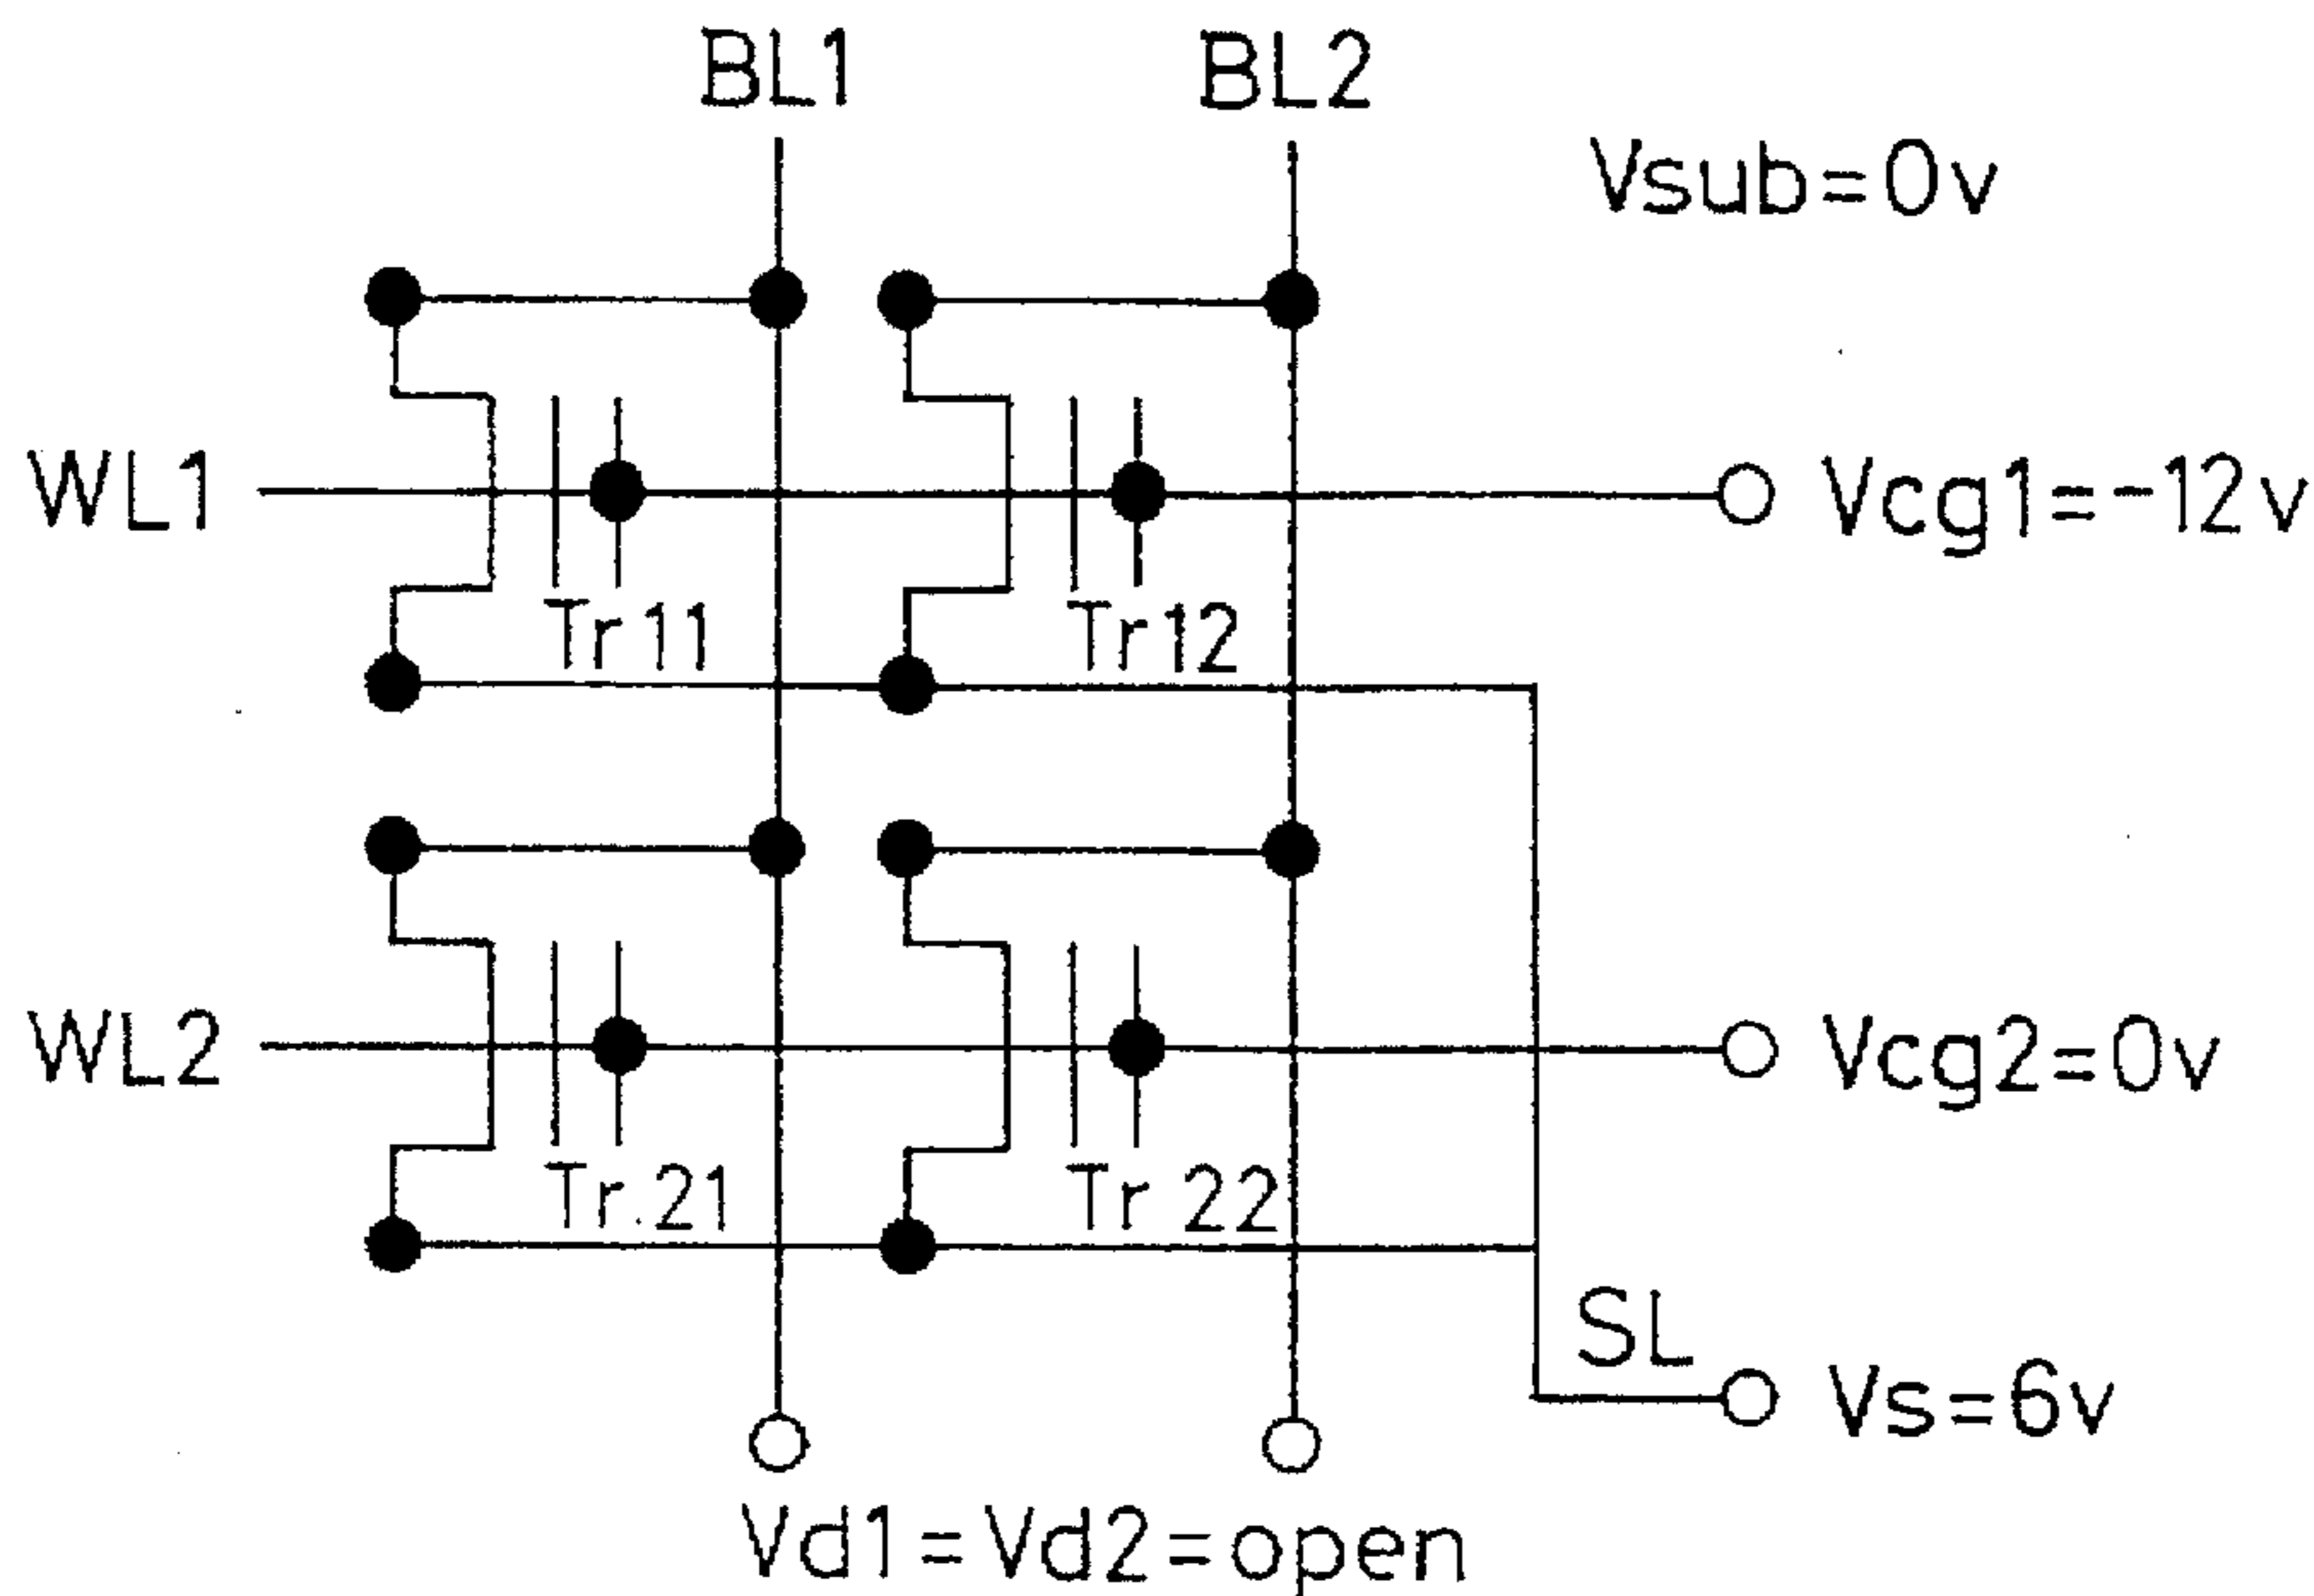 BL1 BL2
Vsub=0v
WL1
Vcg1=-12v
Tr11 Tr12
WL2
Vcg2=0v
Tr.21 Tr 22
SL
Vs=6v
Vd1=Vd2=open